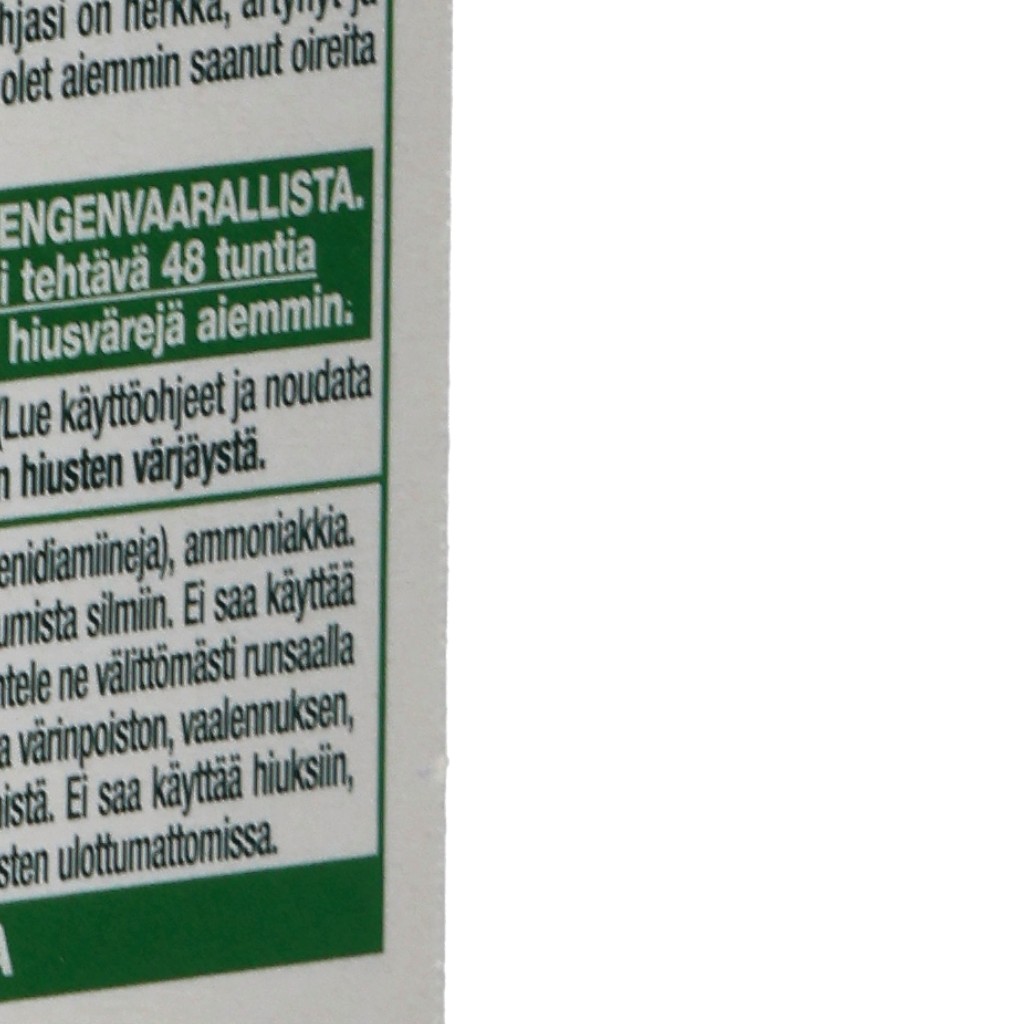 hjasi on herkkä, ärtynyt ja
olet aiemmin saanut oireita
ENGENVAARALLISTA.
i tehtävä 48 tuntia
hiusvärejä aiemmin.
(Lue käyttöohjeet ja noudata
n hiusten värjäystä.
enidiamiineja), ammoniakkia.
umista silmiin. Ei saa käyttää
ntele ne välittömästi runsaalla
a värinpoiston, vaalennuksen,
nistä. Ei saa käyttää hiuksiin,
sten ulottumattomissa.
A